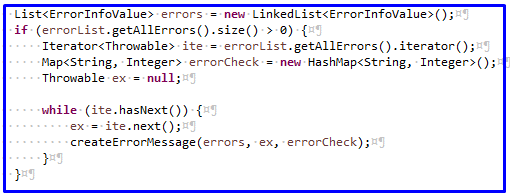 List<ErrorInfoValue> errors = new LinkedList<ErrorInfoValue>();
if (errorList.getAllErrors().size() > 0) {
    Iterator<Throwable> ite = errorList.getAllErrors().iterator();
    Map<String, Integer> errorCheck = new HashMap<String, Integer>();
    Throwable ex = null;

    while (ite.hasNext()) {
        ex = ite.next();
        createErrorMessage(errors, ex, errorCheck);
    }
}